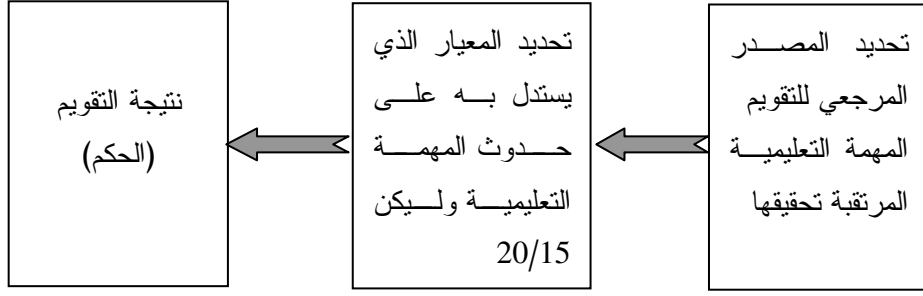 تحديد المصدر
المرجعي للتقويم
المهمة التعليمية
المرتقبة تحقيقها
تحديد المعيار الذي
يستدل به على
حدوث المهمة
التعليمية وليكن
20/15
نتيجة التقويم
(الحكم)